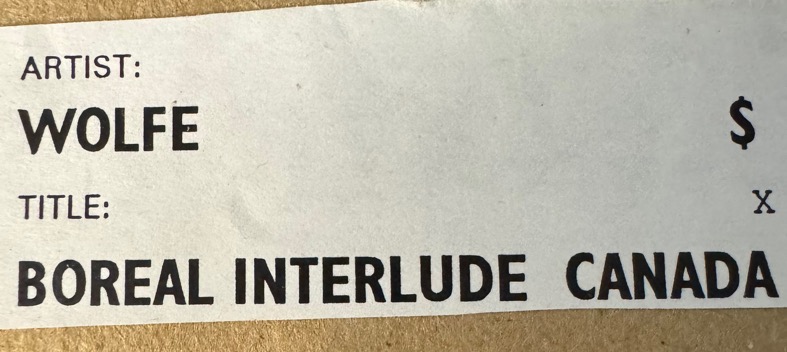 ARTIST:
WOLFE $
TITLE: X
BOREAL INTERLUDE CANADA